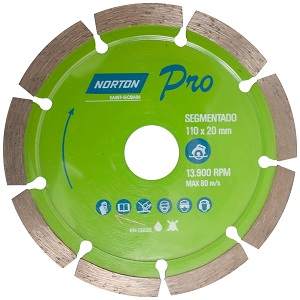 NORTON
SAINT-GOBAIN
Pro
SEGMENTADO
110 x 20 mm
13.900 RPM
MAX 80 m/s